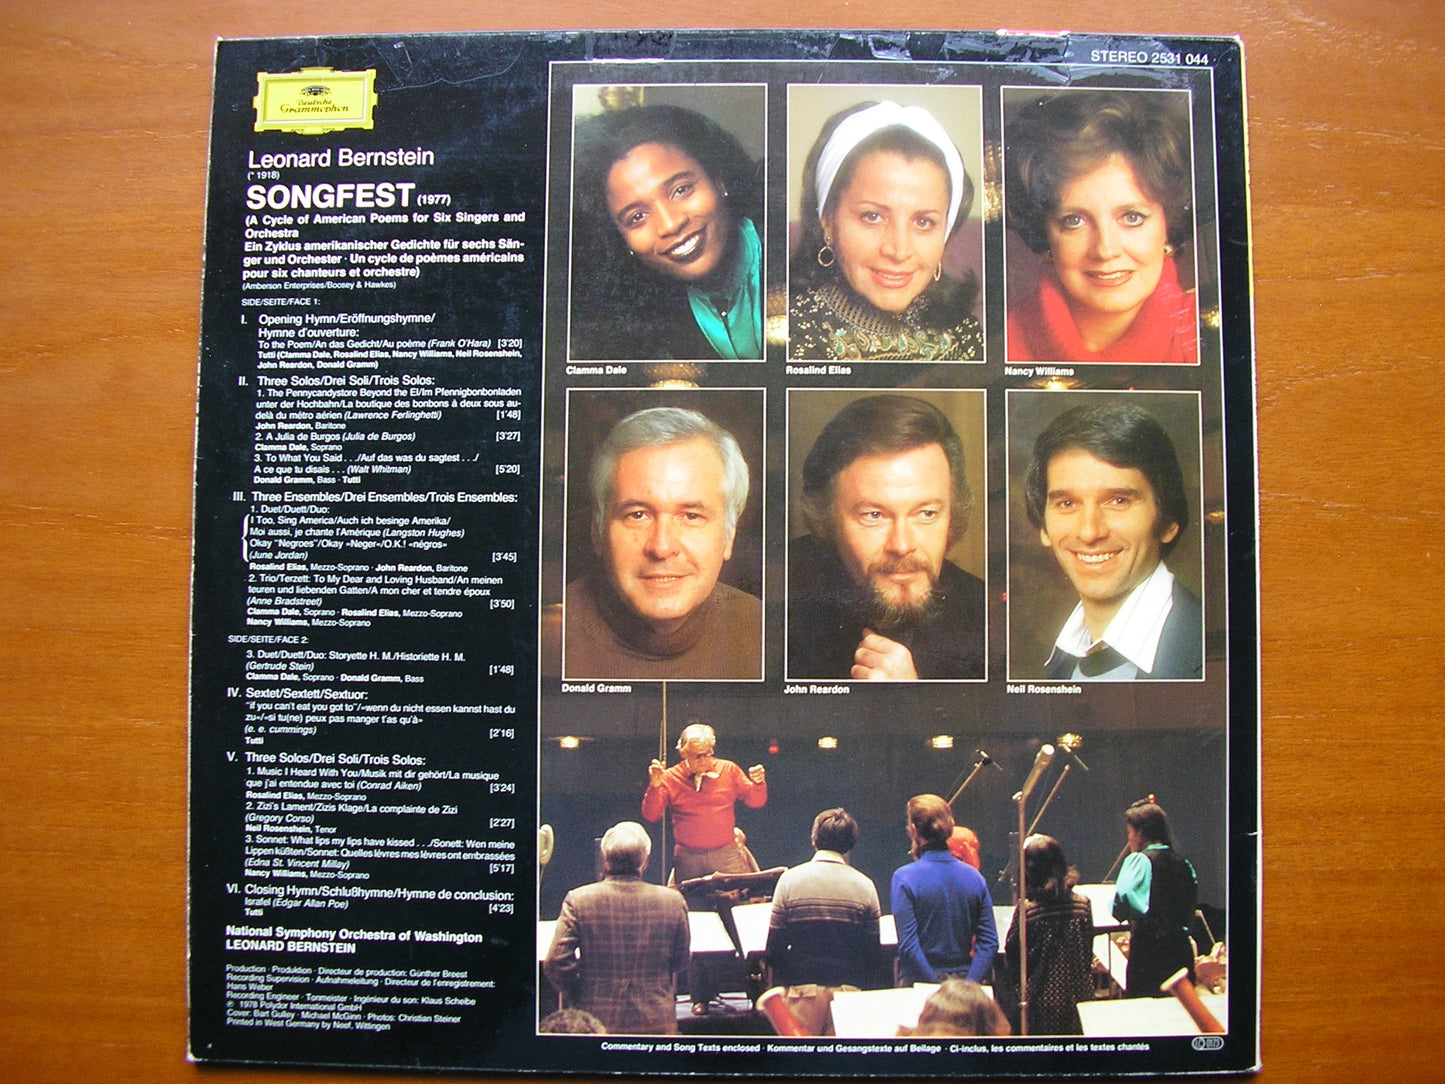 Deutsche
Grammophon
Leonard Bernstein
(* 1918)
SONGFEST (1977)
(A Cycle of American Poems for Six Singers and
Orchestra
Ein Zyklus amerikanischer Gedichte für sechs Sän-
ger und Orchester · Un cycle de poèmes américains
pour six chanteurs et orchestre)
(Amberson Enterprises/Boosey & Hawkes)
SIDE/SEITE/FACE 1:
I. Opening Hymn/Eröffnungshymne/
Hymne d'ouverture:
To the Poem/An das Gedicht/Au poème (Frank O'Hara) [3'20]
Tutti (Clamma Dale, Rosalind Elias, Nancy Williams, Neil Rosenshein,
John Reardon, Donald Gramm)
II. Three Solos/Drei Soli/Trois Solos:
1. The Pennycandystore Beyond the El/Im Pfennigbonbonladen
unter der Hochbahn/La boutique des bonbons à deux sous au-
delà du métro aérien (Lawrence Ferlinghetti) [1'48]
John Reardon, Baritone
2. A Julia de Burgos (Julia de Burgos) [3'27]
Clamma Dale, Soprano
3. To What You Said . . ./Auf das was du sagtest . . ./
A ce que tu disais . . . (Walt Whitman) [5'20]
Donald Gramm, Bass · Tutti
III. Three Ensembles/Drei Ensembles/Trois Ensembles:
1. Duet/Duett/Duo:
I Too, Sing America/Auch ich besinge Amerika/
Moi aussi, je chante l'Amérique (Langston Hughes)
Okay "Negroes"/Okay »Neger«/O.K.! «négros»
(June Jordan) [3'45]
Rosalind Elias, Mezzo-Soprano · John Reardon, Baritone
2. Trio/Terzett: To My Dear and Loving Husband/An meinen
teuren und liebenden Gatten/A mon cher et tendre époux
(Anne Bradstreet) [3'50]
Clamma Dale, Soprano · Rosalind Elias, Mezzo-Soprano
Nancy Williams, Mezzo-Soprano
SIDE/SEITE/FACE 2:
3. Duet/Duett/Duo: Storyette H. M./Historiette H. M.
(Gertrude Stein) [1'48]
Clamma Dale, Soprano · Donald Gramm, Bass
IV. Sextet/Sextett/Sextuor:
"if you can't eat you got to"/»wenn du nicht essen kannst hast du
zu«/«si tu(ne) peux pas manger t'as qu'à»
(e. e. cummings) [2'16]
Tutti
V. Three Solos/Drei Soli/Trois Solos:
1. Music I Heard With You/Musik mit dir gehört/La musique
que j'ai entendue avec toi (Conrad Aiken) [3'24]
Rosalind Elias, Mezzo-Soprano
2. Zizi's Lament/Zizis Klage/La complainte de Zizi
(Gregory Corso) [2'27]
Neil Rosenshein, Tenor
3. Sonnet: What lips my lips have kissed . . ./Sonett: Wen meine
Lippen küßten/Sonnet: Quelles lèvres mes lèvres ont embrassées
(Edna St. Vincent Millay) [5'17]
Nancy Williams, Mezzo-Soprano
VI. Closing Hymn/Schlußhymne/Hymne de conclusion:
Israfel (Edgar Allan Poe) [4'23]
Tutti
National Symphony Orchestra of Washington
LEONARD BERNSTEIN
Production · Produktion · Directeur de production: Günther Breest
Recording Supervision · Aufnahmeleitung · Directeur de l'enregistrement:
Hans Weber
Recording Engineer · Tonmeister · Ingénieur du son: Klaus Scheibe
℗ 1978 Polydor International GmbH
Cover: Bart Gulley · Michael McGinn · Photos: Christian Steiner
Printed in West Germany by Neef, Wittingen
STEREO 2531 044
Clamma Dale
Rosalind Elias
Nancy Williams
Donald Gramm
John Reardon
Neil Rosenshein
Commentary and Song Texts enclosed · Kommentar und Gesangstexte auf Beilage · Ci-inclus, les commentaires et les textes chantés